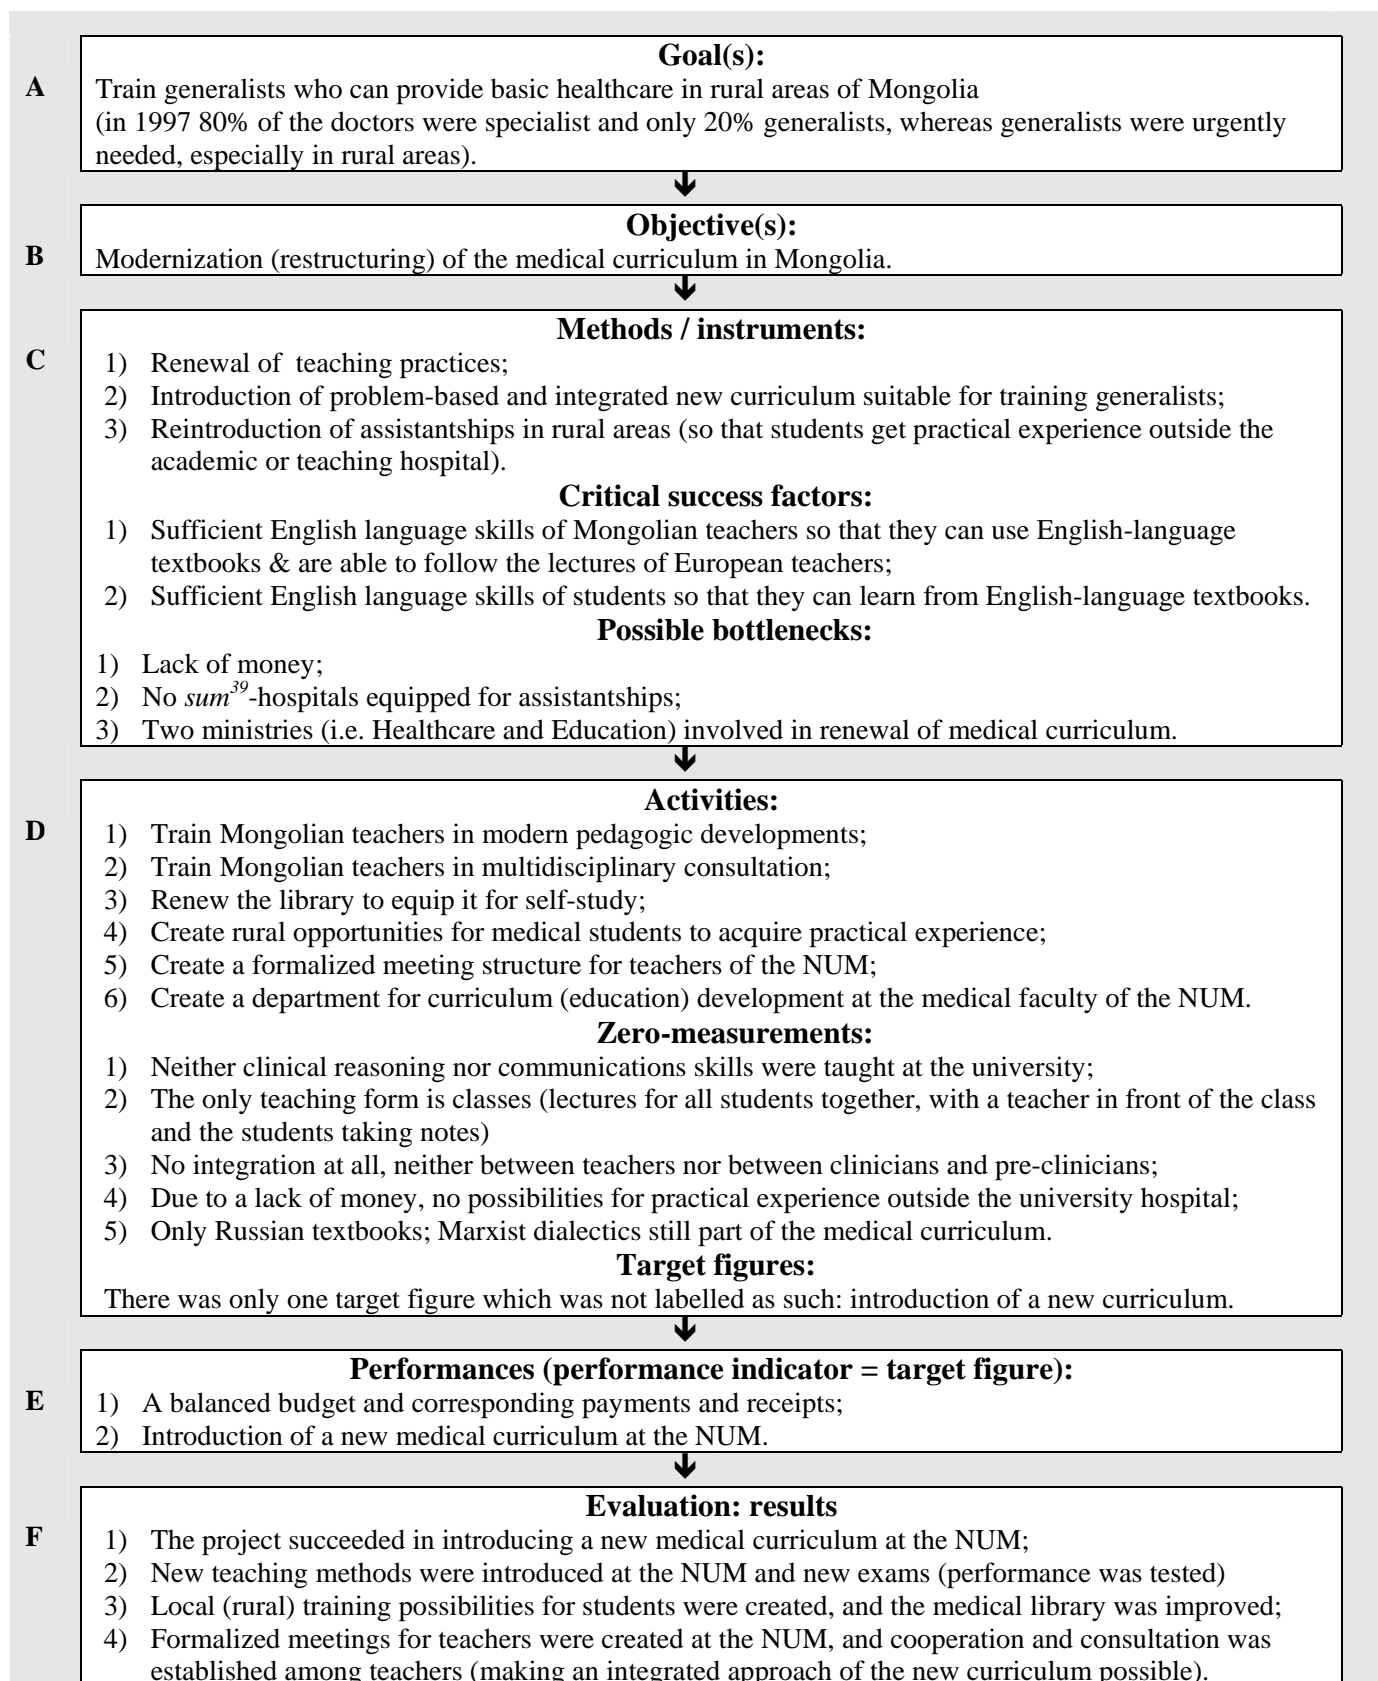 Goal(s):
A
Train generalists who can provide basic healthcare in rural areas of Mongolia
(in 1997 80% of the doctors were specialist and only 20% generalists, whereas generalists were urgently
needed, especially in rural areas).
Objective(s):
B
Modernization (restructuring) of the medical curriculum in Mongolia.
Methods / instruments:
C
1) Renewal of teaching practices;
2) Introduction of problem-based and integrated new curriculum suitable for training generalists;
3) Reintroduction of assistantships in rural areas (so that students get practical experience outside the
academic or teaching hospital).
Critical success factors:
1) Sufficient English language skills of Mongolian teachers so that they can use English-language
textbooks & are able to follow the lectures of European teachers;
2) Sufficient English language skills of students so that they can learn from English-language textbooks.
Possible bottlenecks:
1) Lack of money;
2) No sum39-hospitals equipped for assistantships;
3) Two ministries (i.e. Healthcare and Education) involved in renewal of medical curriculum.
Activities:
D
1) Train Mongolian teachers in modern pedagogic developments;
2) Train Mongolian teachers in multidisciplinary consultation;
3) Renew the library to equip it for self-study;
4) Create rural opportunities for medical students to acquire practical experience;
5) Create a formalized meeting structure for teachers of the NUM;
6) Create a department for curriculum (education) development at the medical faculty of the NUM.
Zero-measurements:
1) Neither clinical reasoning nor communications skills were taught at the university;
2) The only teaching form is classes (lectures for all students together, with a teacher in front of the class
and the students taking notes)
3) No integration at all, neither between teachers nor between clinicians and pre-clinicians;
4) Due to a lack of money, no possibilities for practical experience outside the university hospital;
5) Only Russian textbooks; Marxist dialectics still part of the medical curriculum.
Target figures:
There was only one target figure which was not labelled as such: introduction of a new curriculum.
Performances (performance indicator = target figure):
E
1) A balanced budget and corresponding payments and receipts;
2) Introduction of a new medical curriculum at the NUM.
Evaluation: results
F
1) The project succeeded in introducing a new medical curriculum at the NUM;
2) New teaching methods were introduced at the NUM and new exams (performance was tested)
3) Local (rural) training possibilities for students were created, and the medical library was improved;
4) Formalized meetings for teachers were created at the NUM, and cooperation and consultation was
established among teachers (making an integrated approach of the new curriculum possible).